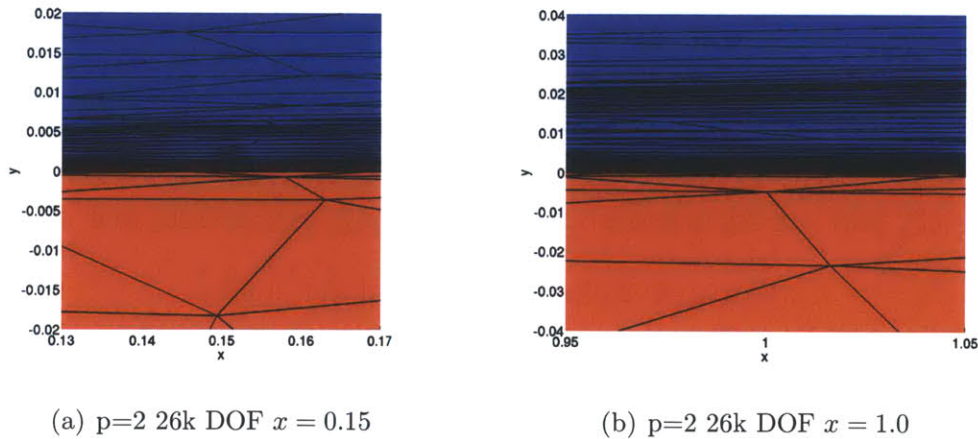 0.02
0.015
0.01
0.005
y
0
-0.005
-0.01
-0.015
-0.02
0.13 0.14 0.15 0.16 0.17
x
0.04
0.03
0.02
0.01
y
0
-0.01
-0.02
-0.03
-0.04
0.95 1 1.05
x
(a) p=2 26k DOF x = 0.15
(b) p=2 26k DOF x = 1.0